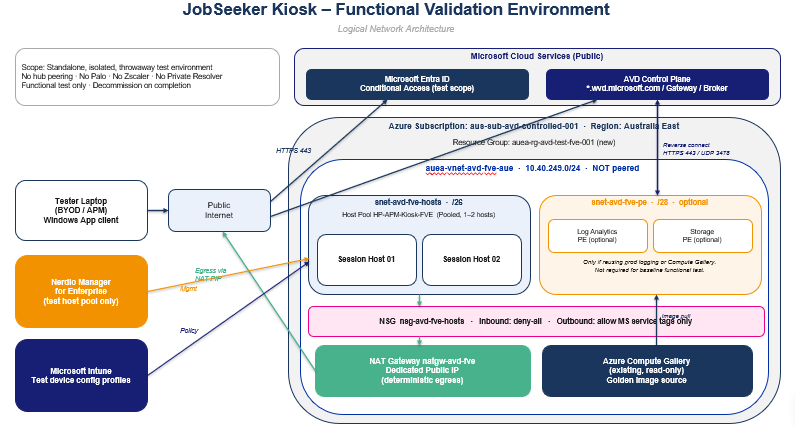 JobSeeker Kiosk – Functional Validation Environment
Logical Network Architecture
Scope: Standalone, isolated, throwaway test environment
No hub peering · No Palo · No Zscaler · No Private Resolver
Functional test only · Decommission on completion
Microsoft Cloud Services (Public)
Microsoft Entra ID
Conditional Access (test scope)
AVD Control Plane
*.wvd.microsoft.com / Gateway / Broker
Azure Subscription: aus-sub-avd-controlled-001 · Region: Australia East
Resource Group: auea-rg-avd-test-fve-001 (new)
HTTPS 443
Reverse connect
HTTPS 443 / UDP 3478
auea-vnet-avd-fve-aue · 10.40.249.0/24 · NOT peered
Tester Laptop
(BYOD / APM)
Windows App client
Public
Internet
snet-avd-fve-hosts · /26
Host Pool HP-APM-Kiosk-FVE (Pooled, 1–2 hosts)
Session Host 01
Session Host 02
snet-avd-fve-pe · /28 · optional
Log Analytics
PE (optional)
Storage
PE (optional)
Only if reusing prod logging or Compute Gallery.
Not required for baseline functional test.
Nerdio Manager
for Enterprise
(test host pool only)
Egress via
NAT PIP
Mgmt
Policy
Image pull
NSG nsg-avd-fve-hosts · Inbound: deny-all · Outbound: allow MS service tags only
Microsoft Intune
Test device config profiles
NAT Gateway natgw-avd-fve
Dedicated Public IP
(deterministic egress)
Azure Compute Gallery
(existing, read-only)
Golden image source